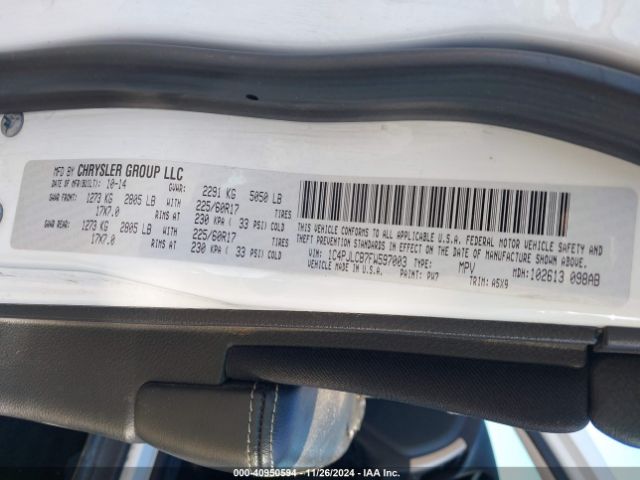 MFD BY CHRYSLER GROUP LLC
DATE OF MFR(BUILT): 10-14 GVWR: 2291 KG 5050 LB
GAWR FRONT: 1273 KG 2805 LB WITH 225/60R17 TIRES
17X7.0 RIMS AT 230 KPA ( 33 PSI) COLD
GAWR REAR: 1273 KG 2805 LB WITH 225/60R17 TIRES
17X7.0 RIMS AT 230 KPA ( 33 PSI) COLD
THIS VEHICLE CONFORMS TO ALL APPLICABLE U.S.A. FEDERAL MOTOR VEHICLE SAFETY AND
THEFT PREVENTION STANDARDS IN EFFECT IN U.S.A. ON THE DATE OF MANUFACTURE SHOWN ABOVE.
VIN: 1C4PJLCB7FW597003 TYPE: MPV MDH: 102613 098AB
VEHICLE MADE IN U.S.A. PAINT: PW7 TRIM: A5X9
00-40950594 — 11/26/2024 — IAA Inc.